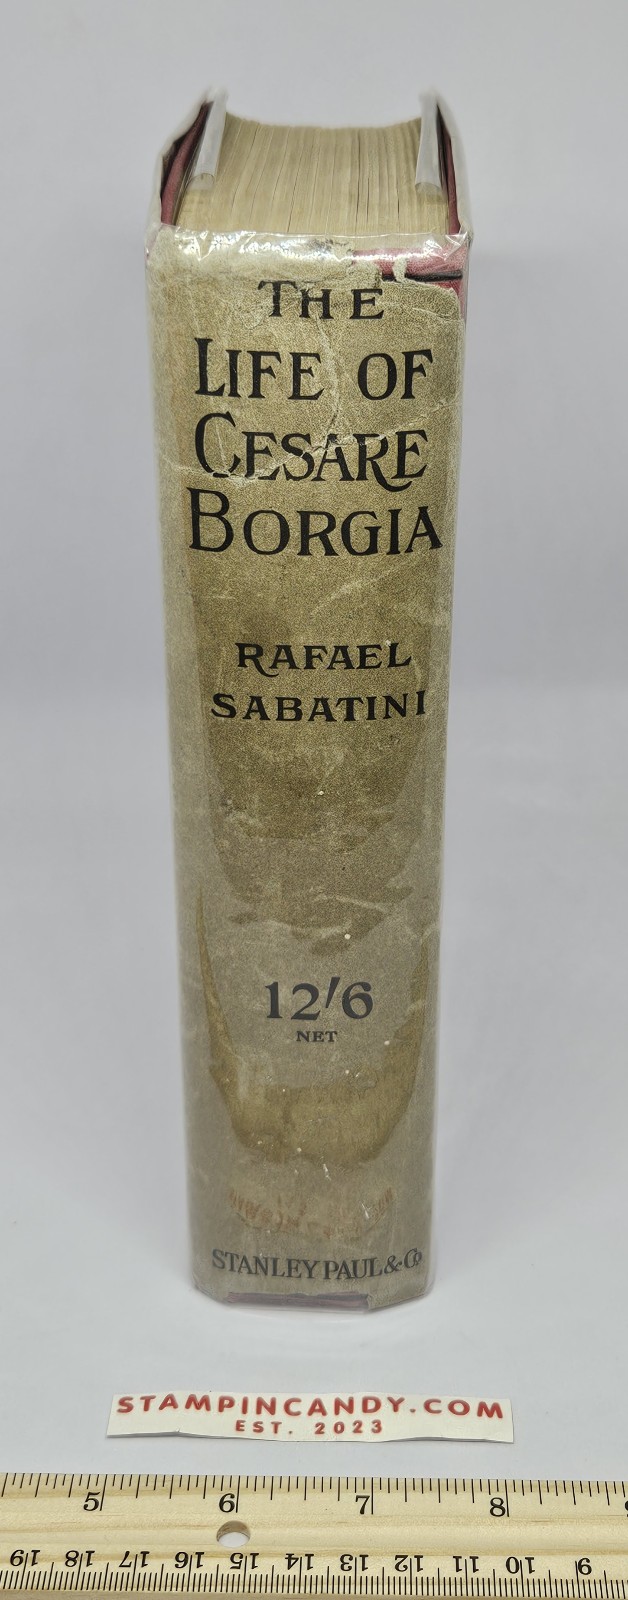 THE
LIFE OF
CESARE
BORGIA
RAFAEL
SABATINI
12/6
NET
STANLEY PAUL & Co
STAMPINCANDY.COM
EST. 2023
5 6 7 8
19 18 17 16 15 14 13 12 11 10 9